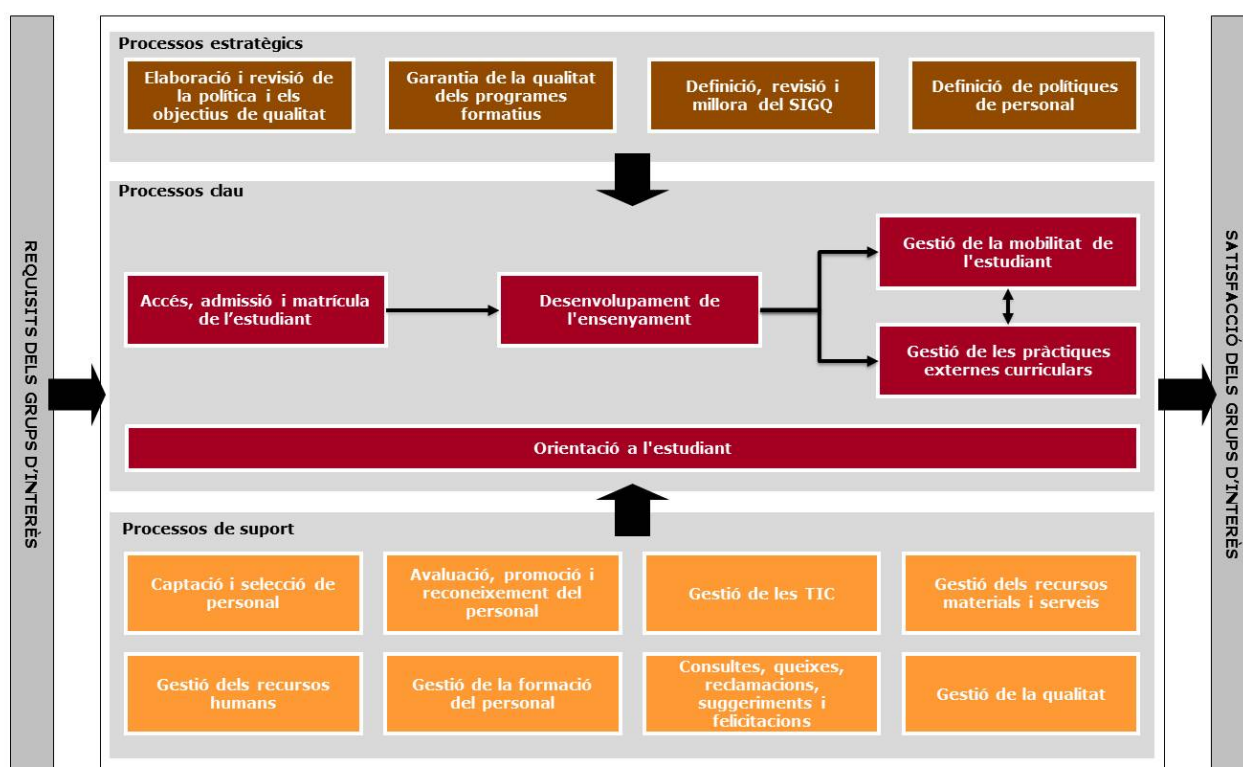 REQUISITS DELS GRUPS D'INTERÈS
Processos estratègics
Elaboració i revisió de
la política i els
objectius de qualitat
Garantia de la qualitat
dels programes
formatius
Definició, revisió i
millora del SIGQ
Definició de polítiques
de personal
Processos clau
Accés, admissió i matrícula
de l’estudiant
Desenvolupament de
l'ensenyament
Gestió de la mobilitat de
l'estudiant
Gestió de les pràctiques
externes curriculars
Orientació a l'estudiant
Processos de suport
Captació i selecció de
personal
Avaluació, promoció i
reconeixement del
personal
Gestió de les TIC
Gestió dels recursos
materials i serveis
Gestió dels recursos
humans
Gestió de la formació
del personal
Consultes, queixes,
reclamacions,
suggeriments i
felicitacions
Gestió de la qualitat
SATISFACCIÓ DELS GRUPS D'INTERÈS